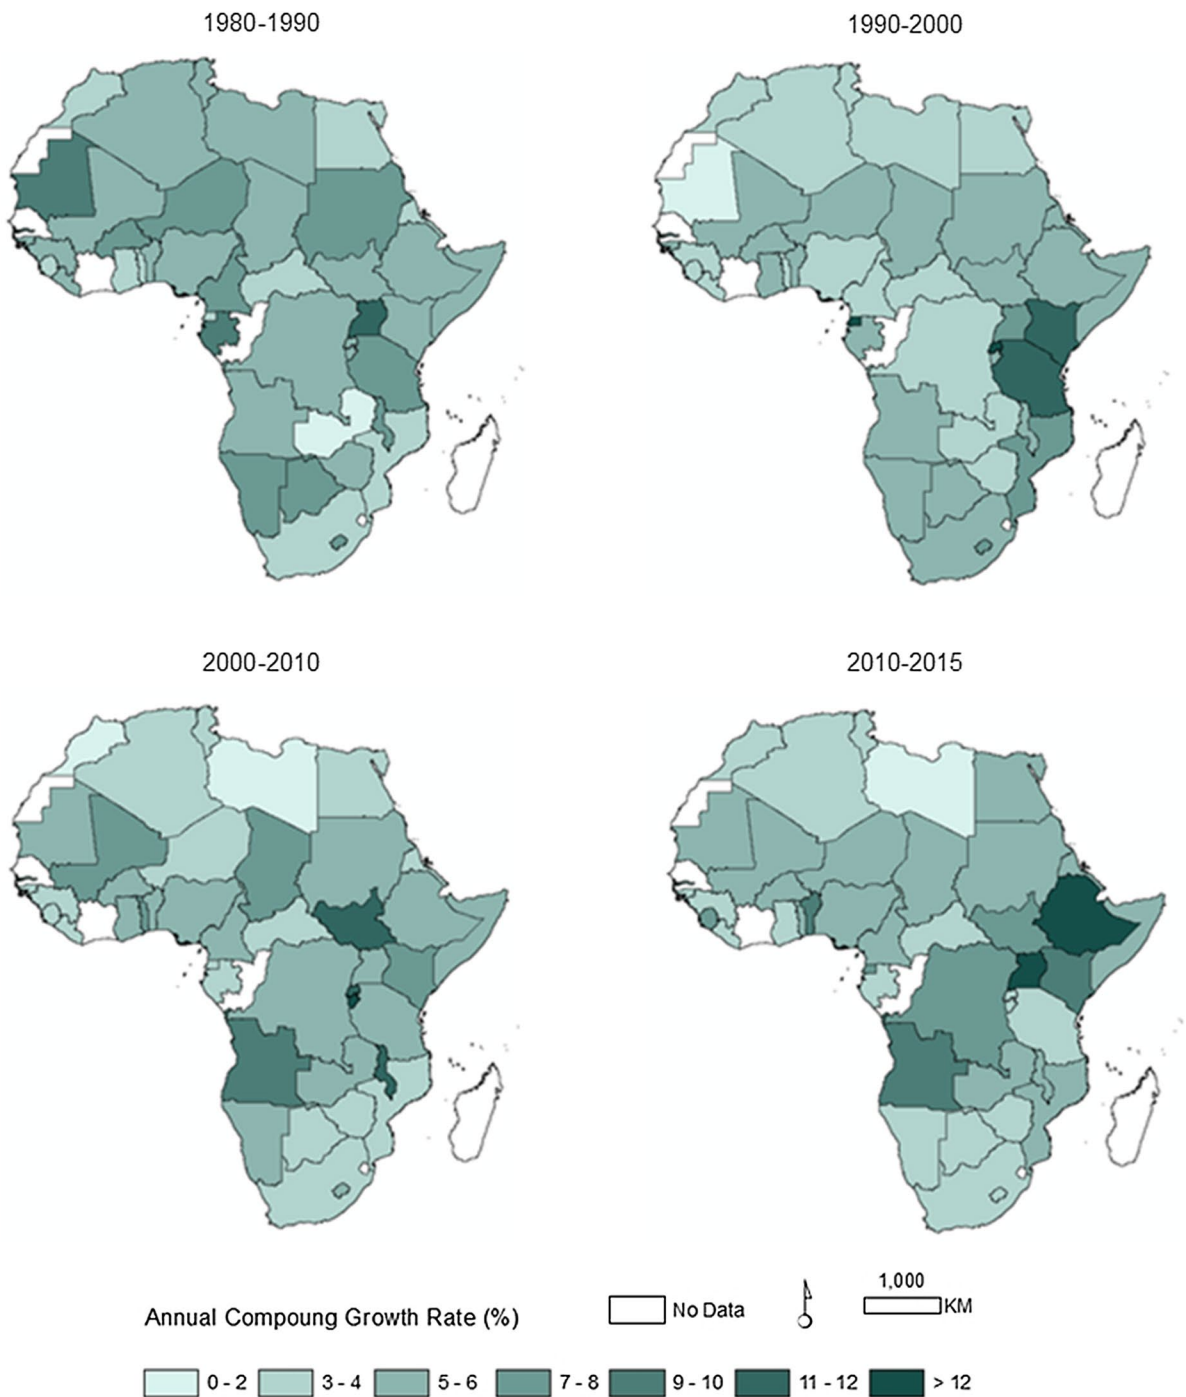 1980-1990
1990-2000
2000-2010
2010-2015
Annual Compoung Growth Rate (%)
No Data
1,000
KM
0 - 2
3 - 4
5 - 6
7 - 8
9 - 10
11 - 12
> 12